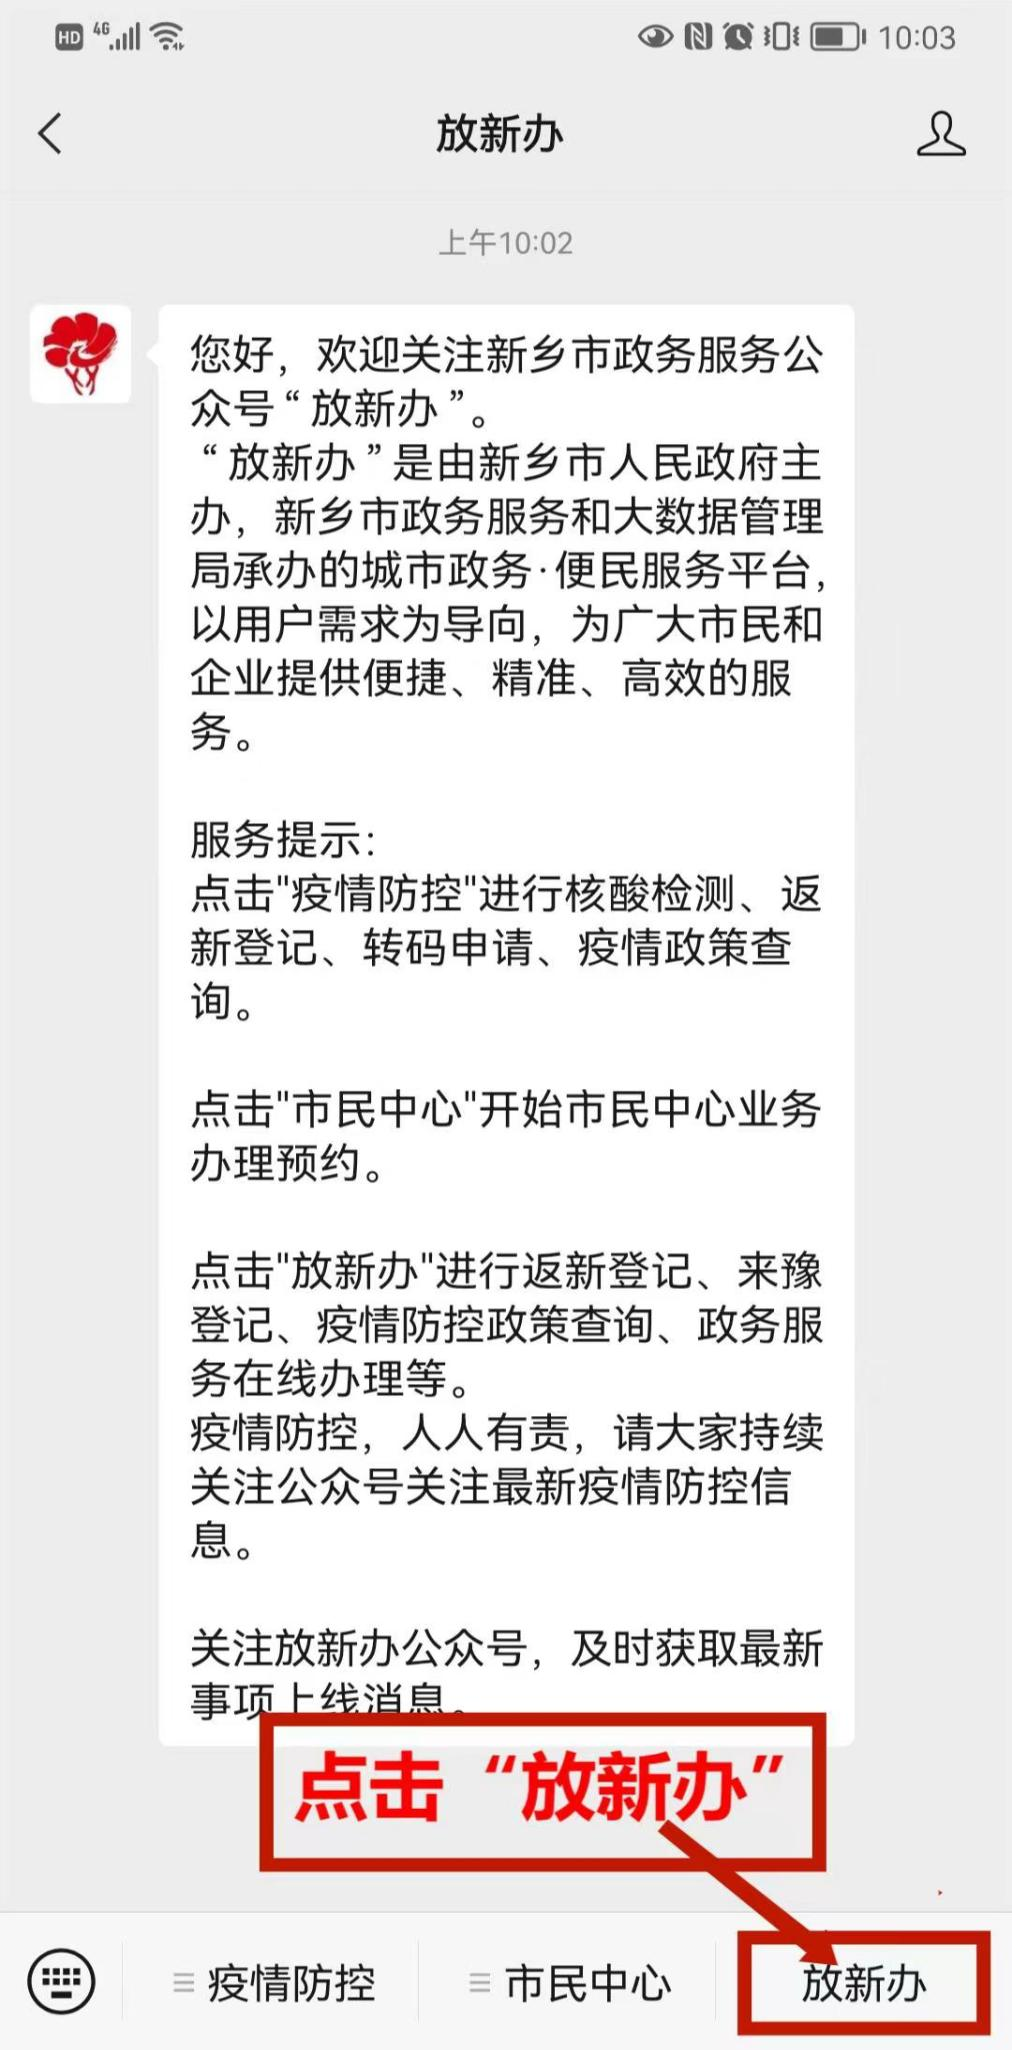 HD 4G 10:03
放新办
上午10:02
您好，欢迎关注新乡市政务服务公
众号“放新办”。
“放新办”是由新乡市人民政府主
办，新乡市政务服务和大数据管理
局承办的城市政务·便民服务平台，
以用户需求为导向，为广大市民和
企业提供便捷、精准、高效的服
务。
服务提示：
点击"疫情防控"进行核酸检测、返
新登记、转码申请、疫情政策查
询。
点击"市民中心"开始市民中心业务
办理预约。
点击"放新办"进行返新登记、来豫
登记、疫情防控政策查询、政务服
务在线办理等。
疫情防控，人人有责，请大家持续
关注公众号关注最新疫情防控信
息。
关注放新办公众号，及时获取最新
事项上线消息。
点击“放新办”
疫情防控 市民中心 放新办